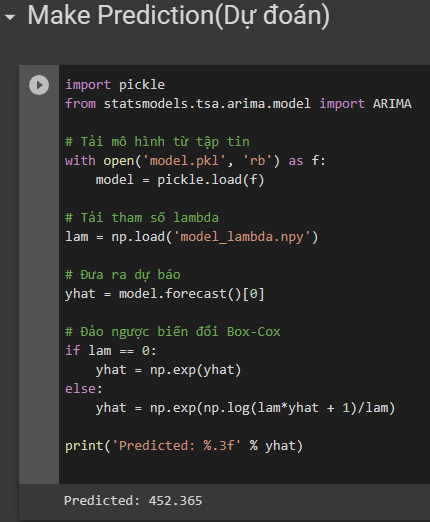 Make Prediction(Dự đoán)
import pickle
from statsmodels.tsa.arima.model import ARIMA
# Tải mô hình từ tập tin
with open('model.pkl', 'rb') as f:
    model = pickle.load(f)
# Tải tham số lambda
lam = np.load('model_lambda.npy')
# Đưa ra dự báo
yhat = model.forecast()[0]
# Đảo ngược biến đổi Box-Cox
if lam == 0:
    yhat = np.exp(yhat)
else:
    yhat = np.exp(np.log(lam*yhat + 1)/lam)
print('Predicted: %.3f' % yhat)
Predicted: 452.365